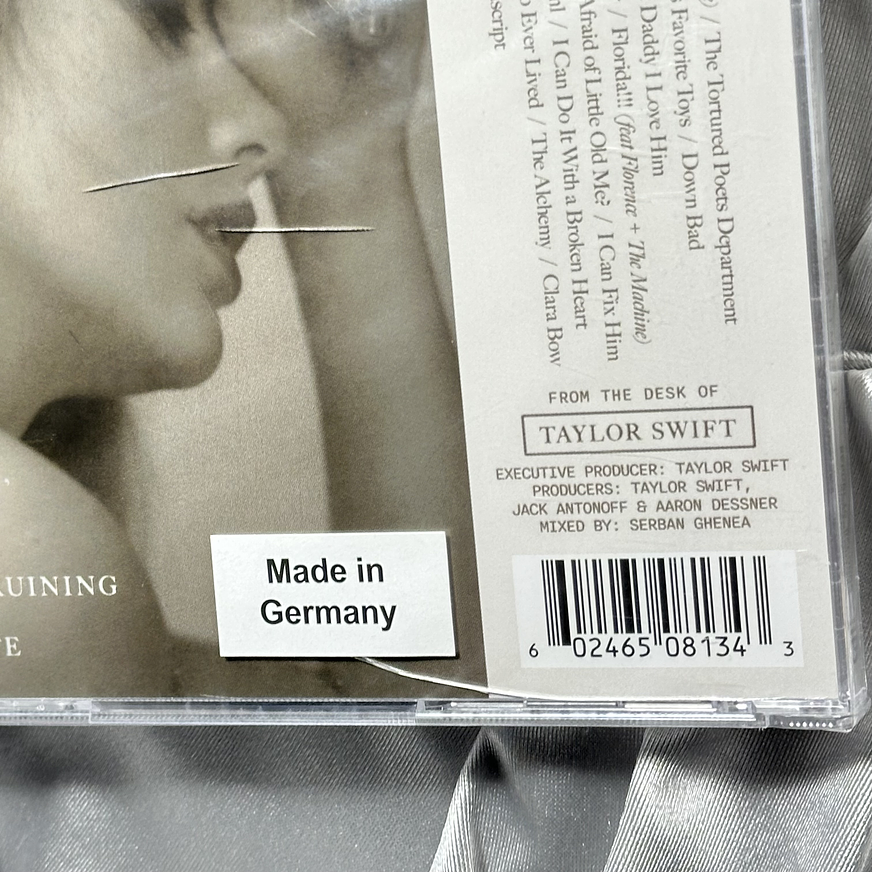 ) / The Tortured Poets Department
Favorite Toys / Down Bad
Daddy I Love Him
/ Florida!!! (feat Florence + The Machine)
Afraid of Little Old Me? / I Can Fix Him
/ I Can Do It With a Broken Heart
Ever Lived / The Alchemy / Clara Bow
script
FROM THE DESK OF
TAYLOR SWIFT
EXECUTIVE PRODUCER: TAYLOR SWIFT
PRODUCERS: TAYLOR SWIFT,
JACK ANTONOFF & AARON DESSNER
MIXED BY: SERBAN GHENEA
RUINING
Made in
Germany
6 02465 08134 3